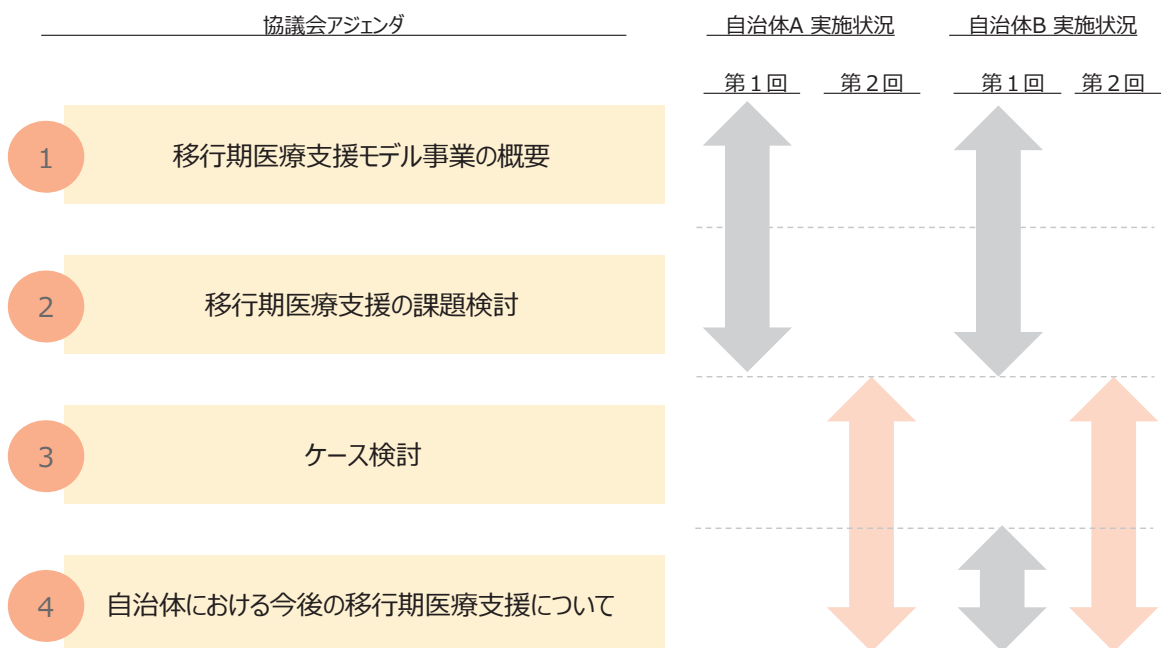 協議会アジェンダ
自治体A 実施状況
自治体B 実施状況
第１回
第２回
第１回
第２回
1
移行期医療支援モデル事業の概要
2
移行期医療支援の課題検討
3
ケース検討
4
自治体における今後の移行期医療支援について